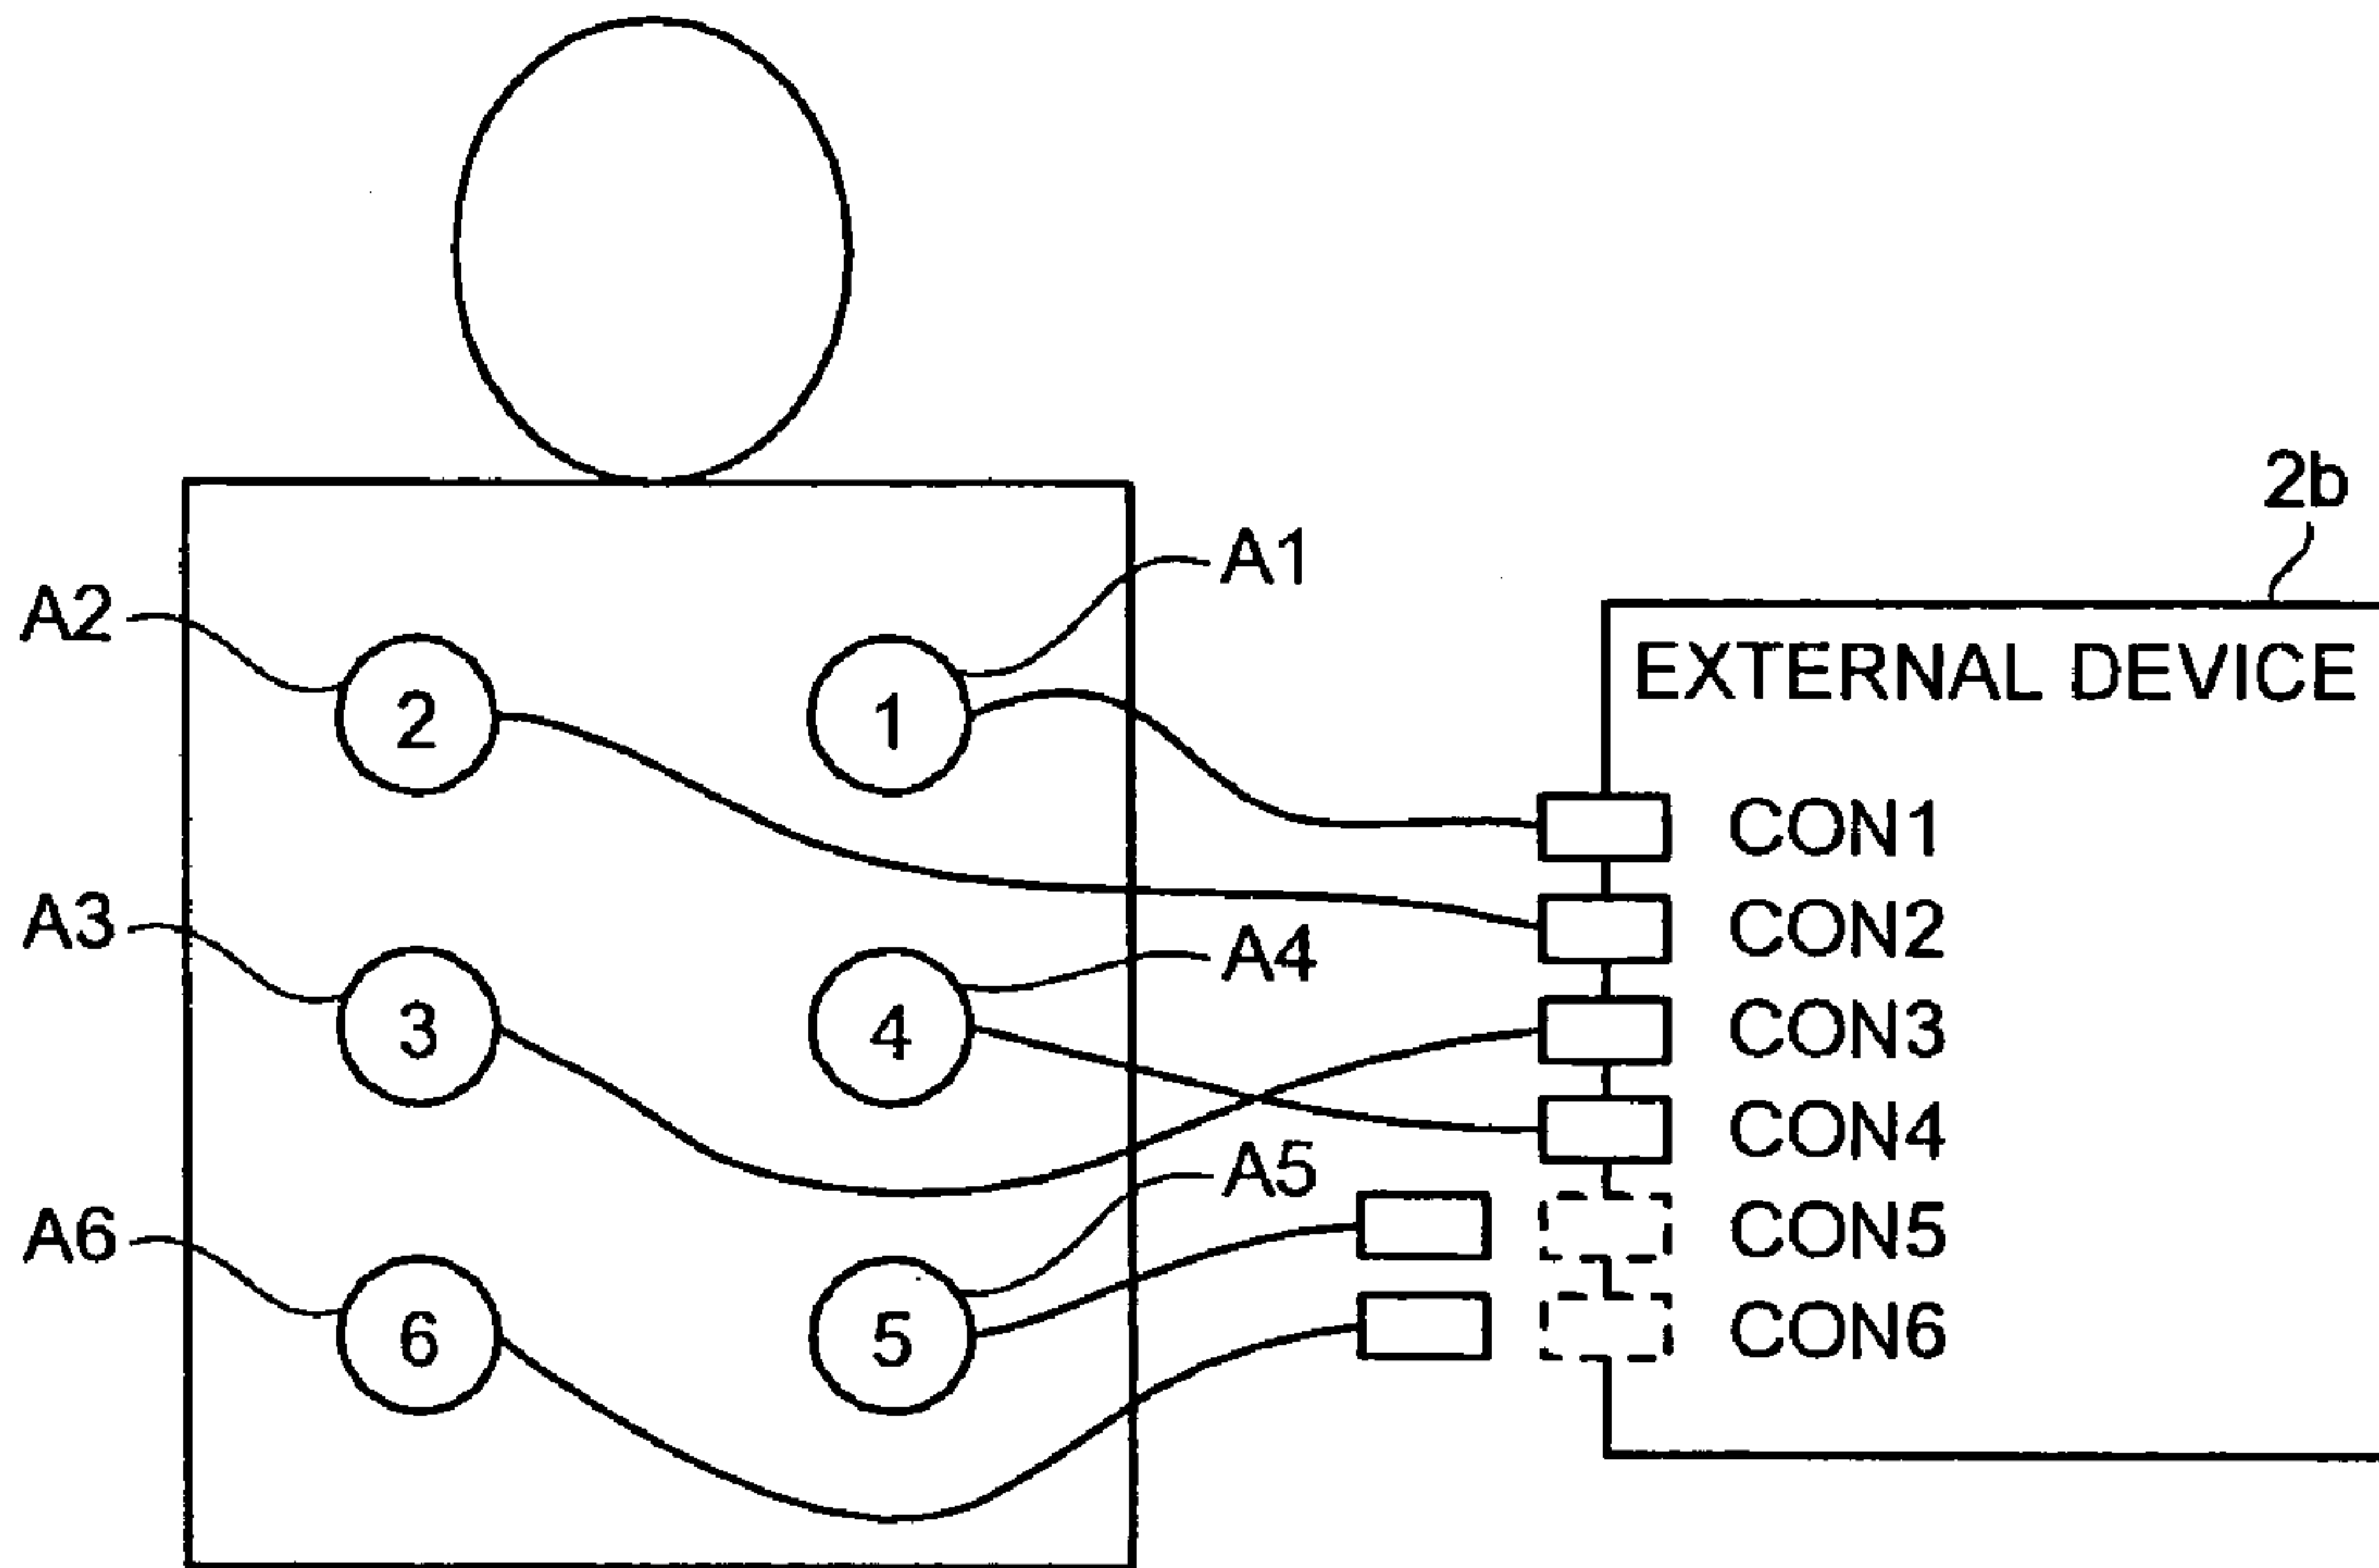 2b
A1
A2
EXTERNAL DEVICE
2
1
CON1
A3
CON2
A4
3
4
CON3
CON4
A5
A6
CON5
6
5
CON6